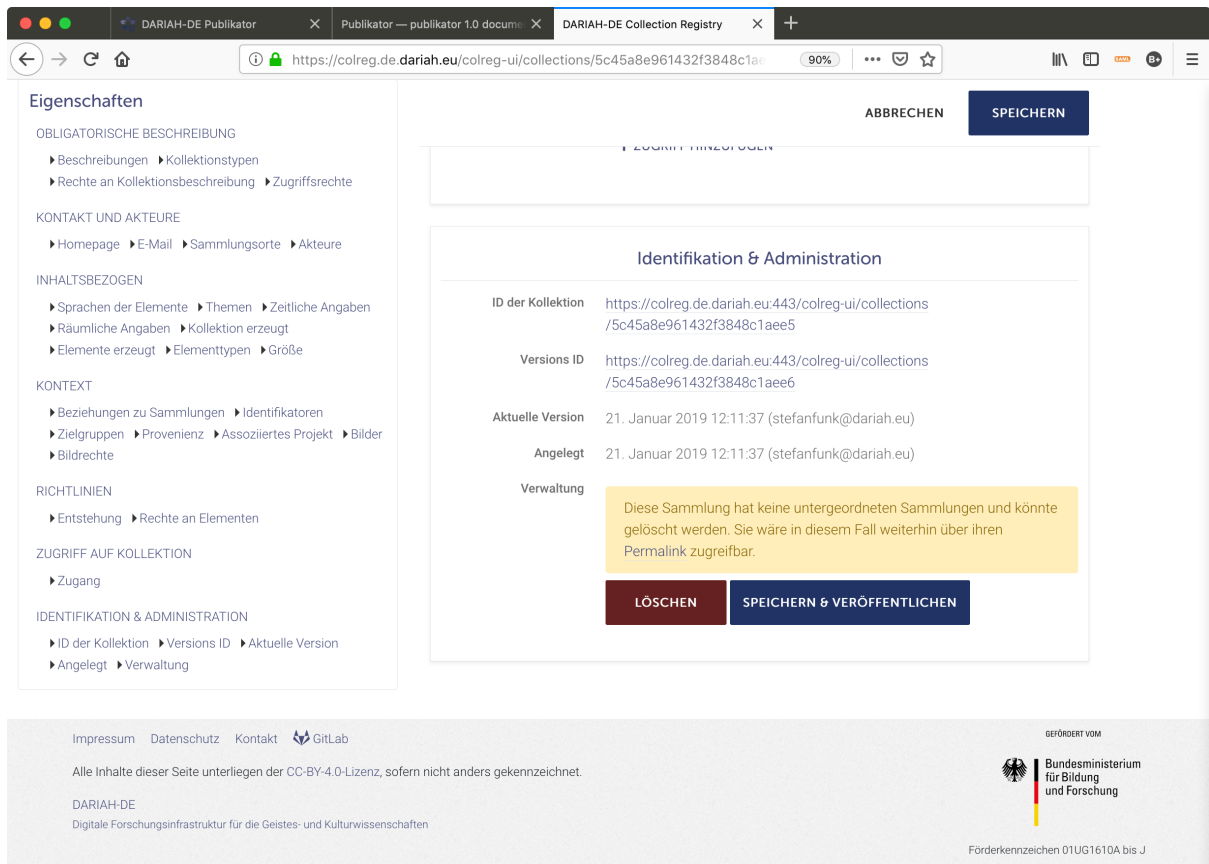 DARIAH-DE Publikator
Publikator — publikator 1.0 docume
DARIAH-DE Collection Registry
https://colreg.de.dariah.eu/colreg-ui/collections/5c45a8e961432f3848c1ae
90%
SAML
B+
Eigenschaften
OBLIGATORISCHE BESCHREIBUNG
Beschreibungen Kollektionstypen
Rechte an Kollektionsbeschreibung Zugriffsrechte
KONTAKT UND AKTEURE
Homepage E-Mail Sammlungsorte Akteure
INHALTSBEZOGEN
Sprachen der Elemente Themen Zeitliche Angaben
Räumliche Angaben Kollektion erzeugt
Elemente erzeugt Elementtypen Größe
KONTEXT
Beziehungen zu Sammlungen Identifikatoren
Zielgruppen Provenienz Assoziiertes Projekt Bilder
Bildrechte
RICHTLINIEN
Entstehung Rechte an Elementen
ZUGRIFF AUF KOLLEKTION
Zugang
IDENTIFIKATION & ADMINISTRATION
ID der Kollektion Versions ID Aktuelle Version
Angelegt Verwaltung
ABBRECHEN
SPEICHERN
ZUGRIFF HINZUFÜGEN
Identifikation & Administration
ID der Kollektion https://colreg.de.dariah.eu:443/colreg-ui/collections
/5c45a8e961432f3848c1aee5
Versions ID https://colreg.de.dariah.eu:443/colreg-ui/collections
/5c45a8e961432f3848c1aee6
Aktuelle Version 21. Januar 2019 12:11:37 (stefanfunk@dariah.eu)
Angelegt 21. Januar 2019 12:11:37 (stefanfunk@dariah.eu)
Verwaltung
Diese Sammlung hat keine untergeordneten Sammlungen und könnte
gelöscht werden. Sie wäre in diesem Fall weiterhin über ihren
Permalink zugreifbar.
LÖSCHEN
SPEICHERN & VERÖFFENTLICHEN
Impressum Datenschutz Kontakt GitLab
Alle Inhalte dieser Seite unterliegen der CC-BY-4.0-Lizenz, sofern nicht anders gekennzeichnet.
DARIAH-DE
Digitale Forschungsinfrastruktur für die Geistes- und Kulturwissenschaften
GEFÖRDERT VOM
Bundesministerium
für Bildung
und Forschung
Förderkennzeichen 01UG1610A bis J